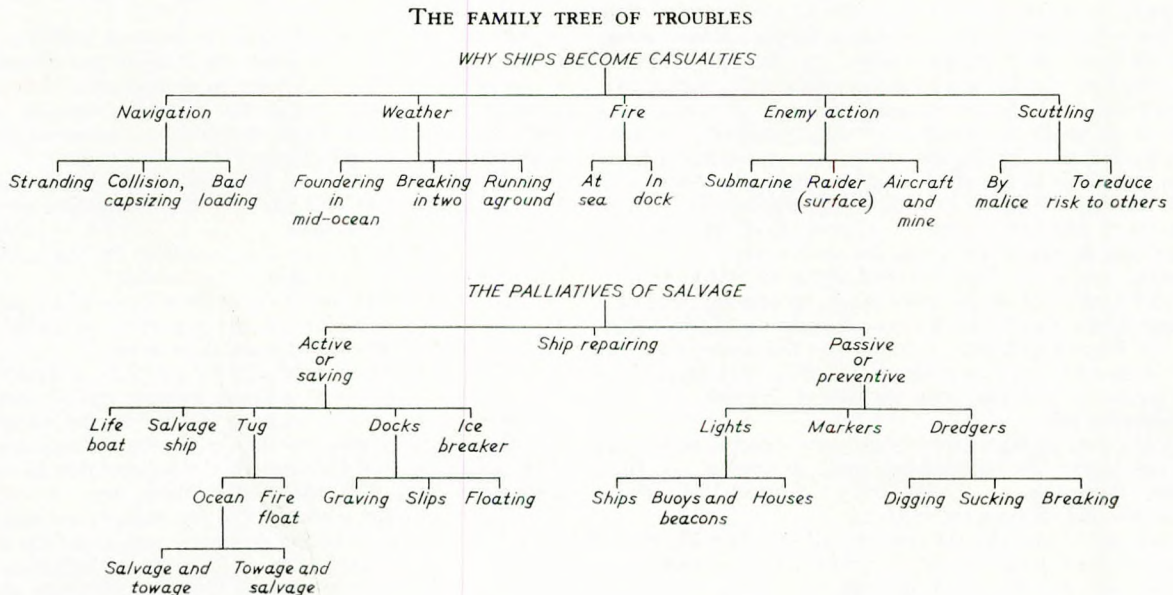 THE FAMILY TREE OF TROUBLES
WHY SHIPS BECOME CASUALTIES
Navigation Weather Fire Enemy action Scuttling
Stranding Collision, Bad Foundering Breaking Running At In Submarine Raider Aircraft By To reduce
capsizing loading in in two aground sea dock (surface) and malice risk to others
mid-ocean mine
THE PALLIATIVES OF SALVAGE
Active Ship repairing Passive
or or
saving preventive
Life Salvage Tug Docks Ice Lights Markers Dredgers
boat ship breaker
Ocean Fire Graving Slips Floating Ships Buoys and Houses Digging Sucking Breaking
float beacons
Salvage and Towage and
towage salvage